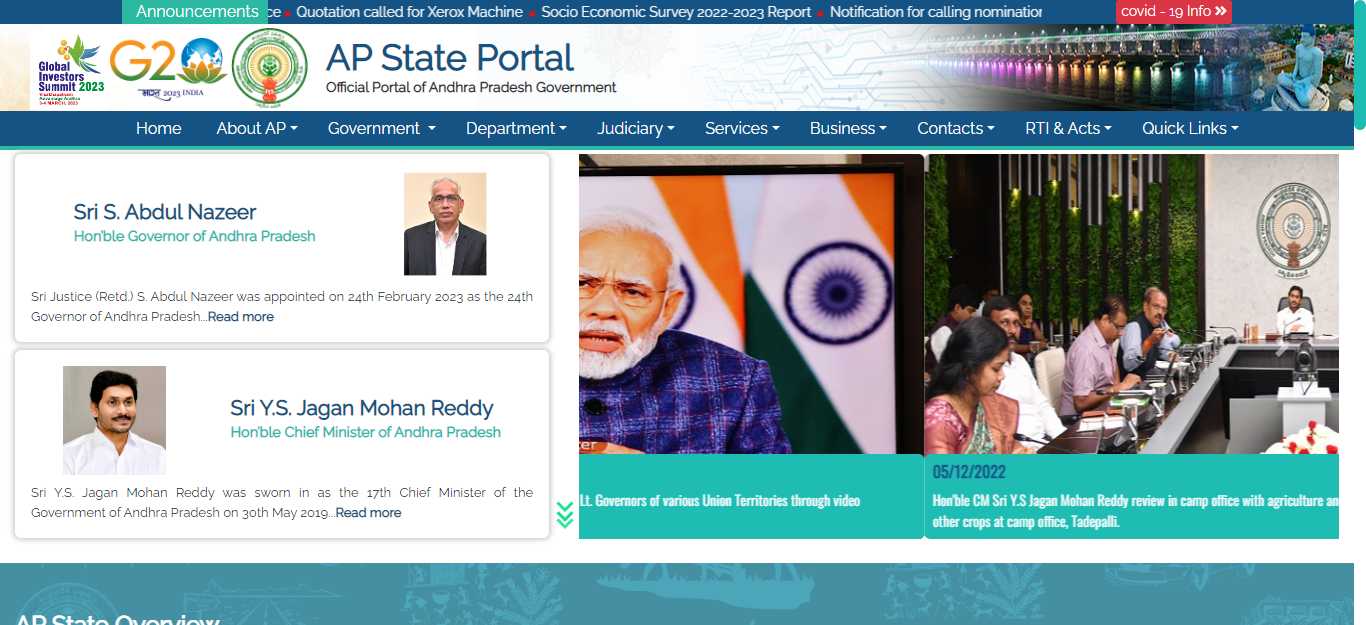 Announcements
ce Quotation called for Xerox Machine Socio Economic Survey 2022-2023 Report Notification for calling nomination
covid - 19 Info
Global
Investors
Summit 2023
G20
2023 INDIA
AP State Portal
Official Portal of Andhra Pradesh Government
Home About AP Government Department Judiciary Services Business Contacts RTI & Acts Quick Links
Sri S. Abdul Nazeer
Hon'ble Governor of Andhra Pradesh
Sri Justice (Retd.) S. Abdul Nazeer was appointed on 24th February 2023 as the 24th
Governor of Andhra Pradesh...Read more
Sri Y.S. Jagan Mohan Reddy
Hon'ble Chief Minister of Andhra Pradesh
Sri Y.S. Jagan Mohan Reddy was sworn in as the 17th Chief Minister of the
Government of Andhra Pradesh on 30th May 2019...Read more
Lt. Governors of various Union Territories through video
05/12/2022
Hon'ble CM Sri Y.S Jagan Mohan Reddy review in camp office with agriculture an
other crops at camp office, Tadepalli.
AP State Overview